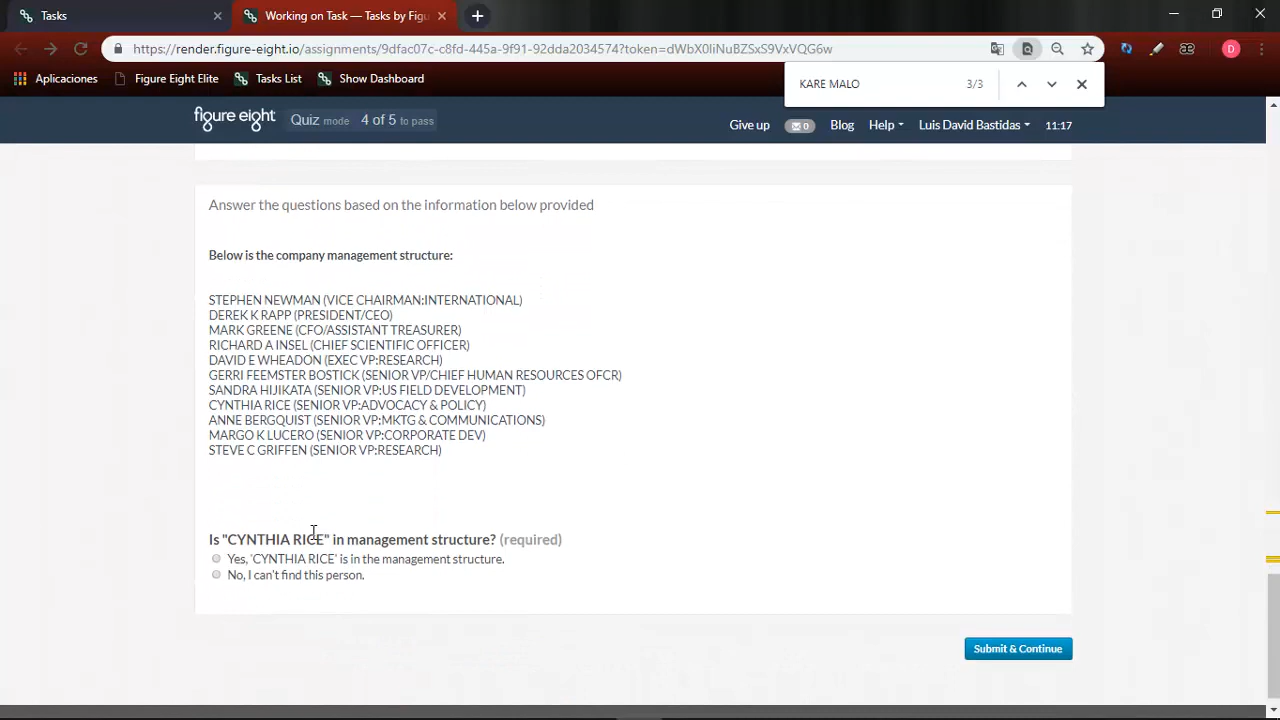 Tasks
Working on Task — Tasks by Figu
https://render.figure-eight.io/assignments/9dfac07c-c8fd-445a-9f91-92dda2034574?token=dWbX0liNuBZSxS9VxVQG6w
D
Aplicaciones
Figure Eight Elite
Tasks List
Show Dashboard
KARE MALO
3/3
figure eight
Quiz mode
4 of 5 to pass
Give up
0
Blog
Help
Luis David Bastidas
11:17
Answer the questions based on the information below provided
Below is the company management structure:
STEPHEN NEWMAN (VICE CHAIRMAN:INTERNATIONAL)
DEREK K RAPP (PRESIDENT/CEO)
MARK GREENE (CFO/ASSISTANT TREASURER)
RICHARD A INSEL (CHIEF SCIENTIFIC OFFICER)
DAVID E WHEADON (EXEC VP:RESEARCH)
GERRI FEEMSTER BOSTICK (SENIOR VP/CHIEF HUMAN RESOURCES OFCR)
SANDRA HIJIKATA (SENIOR VP:US FIELD DEVELOPMENT)
CYNTHIA RICE (SENIOR VP:ADVOCACY & POLICY)
ANNE BERGQUIST (SENIOR VP:MKTG & COMMUNICATIONS)
MARGO K LUCERO (SENIOR VP:CORPORATE DEV)
STEVE C GRIFFEN (SENIOR VP:RESEARCH)
Is "CYNTHIA RICE" in management structure? (required)
Yes, 'CYNTHIA RICE' is in the management structure.
No, I can't find this person.
Submit & Continue